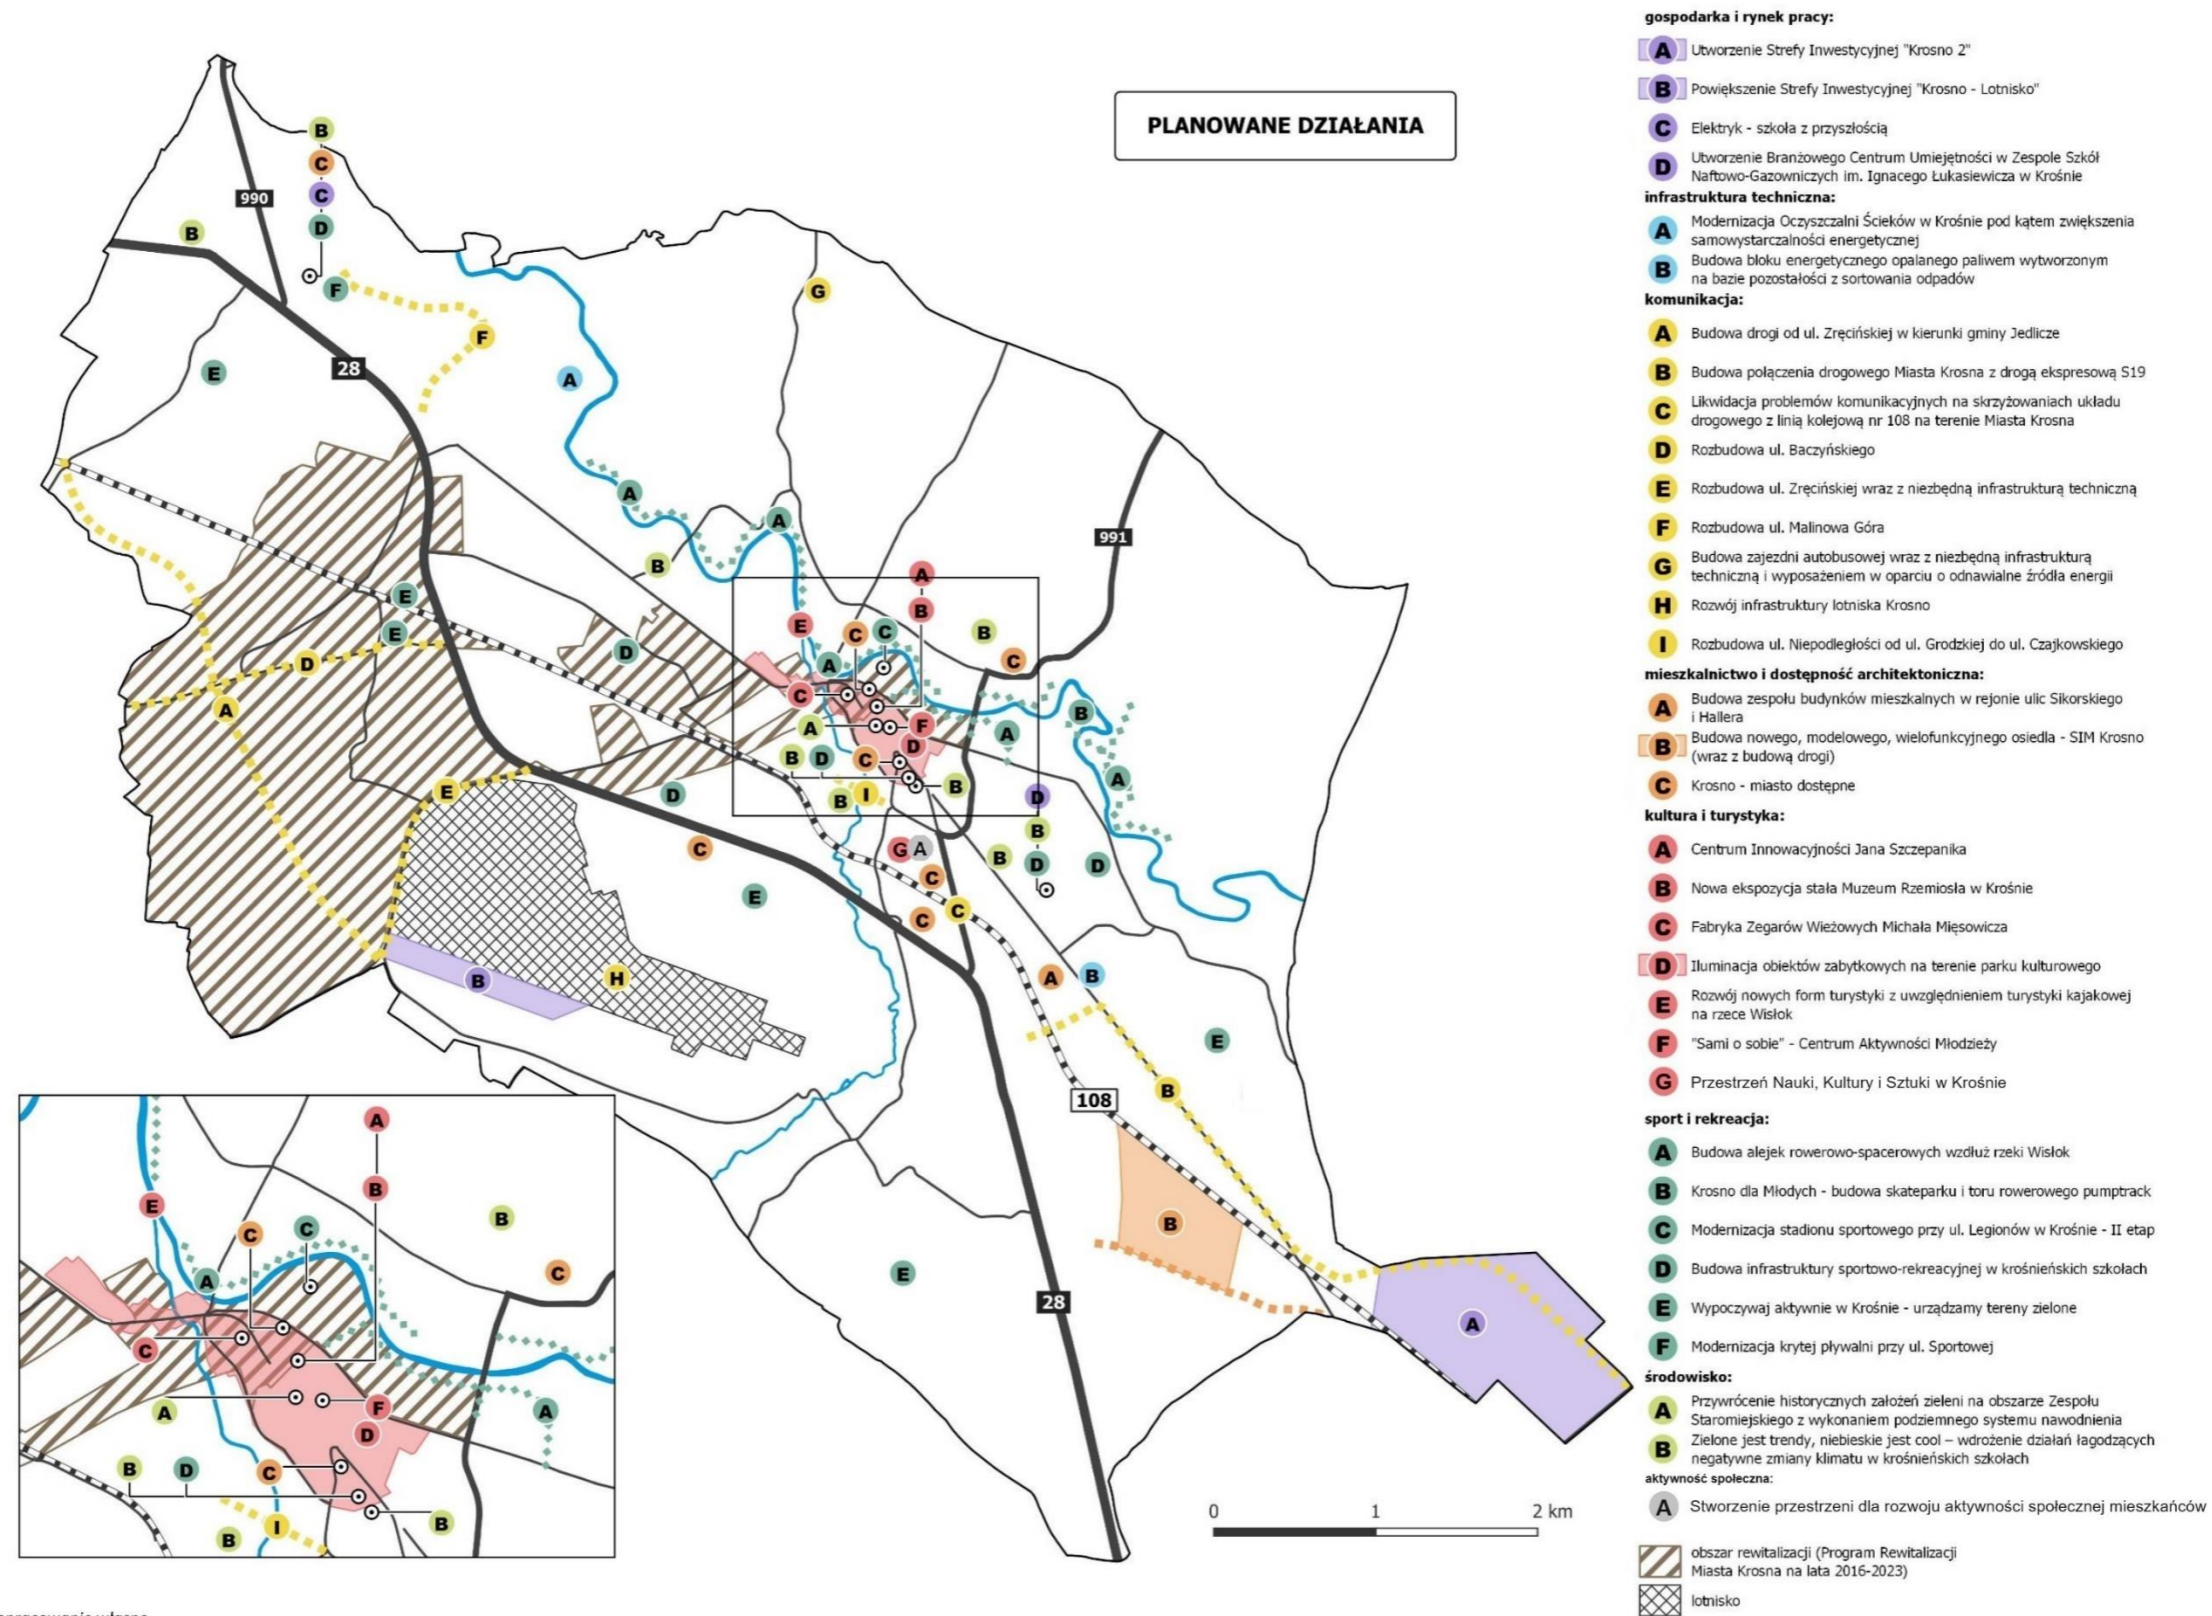 PLANOWANE DZIAŁANIA
B
C
C
D
990
B
F
G
F
28
E
A
A
A
991
B
A
E
B
E
E
C
C
B
D
C
D
A
A
C
F
B
A
A
D
B
D
C
E
I
B
B
D
D
A
B
G
A
B
D
D
C
C
E
C
C
B
H
A
B
E
108
B
B
E
28
A
A
B
E
C
C
B
A
C
C
A
F
A
D
B
D
C
I
B
B
0
1
2 km
gospodarka i rynek pracy:
A Utworzenie Strefy Inwestycyjnej "Krosno 2"
B Powiększenie Strefy Inwestycyjnej "Krosno - Lotnisko"
C Elektryk - szkoła z przyszłością
D Utworzenie Branżowego Centrum Umiejętności w Zespole Szkół
Naftowo-Gazowniczych im. Ignacego Łukasiewicza w Krośnie
infrastruktura techniczna:
A Modernizacja Oczyszczalni Ścieków w Krośnie pod kątem zwiększenia
samowystarczalności energetycznej
B Budowa bloku energetycznego opalanego paliwem wytworzonym
na bazie pozostałości z sortowania odpadów
komunikacja:
A Budowa drogi od ul. Zręcińskiej w kierunki gminy Jedlicze
B Budowa połączenia drogowego Miasta Krosna z drogą ekspresową S19
C Likwidacja problemów komunikacyjnych na skrzyżowaniach układu
drogowego z linią kolejową nr 108 na terenie Miasta Krosna
D Rozbudowa ul. Baczyńskiego
E Rozbudowa ul. Zręcińskiej wraz z niezbędną infrastrukturą techniczną
F Rozbudowa ul. Malinowa Góra
G Budowa zajezdni autobusowej wraz z niezbędną infrastrukturą
techniczną i wyposażeniem w oparciu o odnawialne źródła energii
H Rozwój infrastruktury lotniska Krosno
I Rozbudowa ul. Niepodległości od ul. Grodzkiej do ul. Czajkowskiego
mieszkalnictwo i dostępność architektoniczna:
A Budowa zespołu budynków mieszkalnych w rejonie ulic Sikorskiego
i Hallera
B Budowa nowego, modelowego, wielofunkcyjnego osiedla - SIM Krosno
(wraz z budową drogi)
C Krosno - miasto dostępne
kultura i turystyka:
A Centrum Innowacyjności Jana Szczepanika
B Nowa ekspozycja stała Muzeum Rzemiosła w Krośnie
C Fabryka Zegarów Wieżowych Michała Mięsowicza
D Iluminacja obiektów zabytkowych na terenie parku kulturowego
E Rozwój nowych form turystyki z uwzględnieniem turystyki kajakowej
na rzece Wisłok
F "Sami o sobie" - Centrum Aktywności Młodzieży
G Przestrzeń Nauki, Kultury i Sztuki w Krośnie
sport i rekreacja:
A Budowa alejek rowerowo-spacerowych wzdłuż rzeki Wisłok
B Krosno dla Młodych - budowa skateparku i toru rowerowego pumptrack
C Modernizacja stadionu sportowego przy ul. Legionów w Krośnie - II etap
D Budowa infrastruktury sportowo-rekreacyjnej w krośnieńskich szkołach
E Wypoczywaj aktywnie w Krośnie - urządzamy tereny zielone
F Modernizacja krytej pływalni przy ul. Sportowej
środowisko:
A Przywrócenie historycznych założeń zieleni na obszarze Zespołu
Staromiejskiego z wykonaniem podziemnego systemu nawodnienia
B Zielone jest trendy, niebieskie jest cool – wdrożenie działań łagodzących
negatywne zmiany klimatu w krośnieńskich szkołach
aktywność społeczna:
A Stworzenie przestrzeni dla rozwoju aktywności społecznej mieszkańców
obszar rewitalizacji (Program Rewitalizacji
Miasta Krosna na lata 2016-2023)
lotnisko